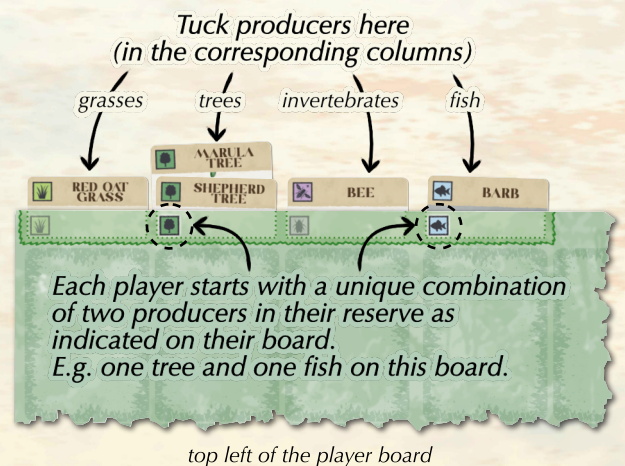 Tuck producers here
(in the corresponding columns)
grasses
trees
invertebrates
fish
MARULA
TREE
RED OAT
GRASS
SHEPHERD
TREE
BEE
BARB
Each player starts with a unique combination
of two producers in their reserve as
indicated on their board.
E.g. one tree and one fish on this board.
top left of the player board